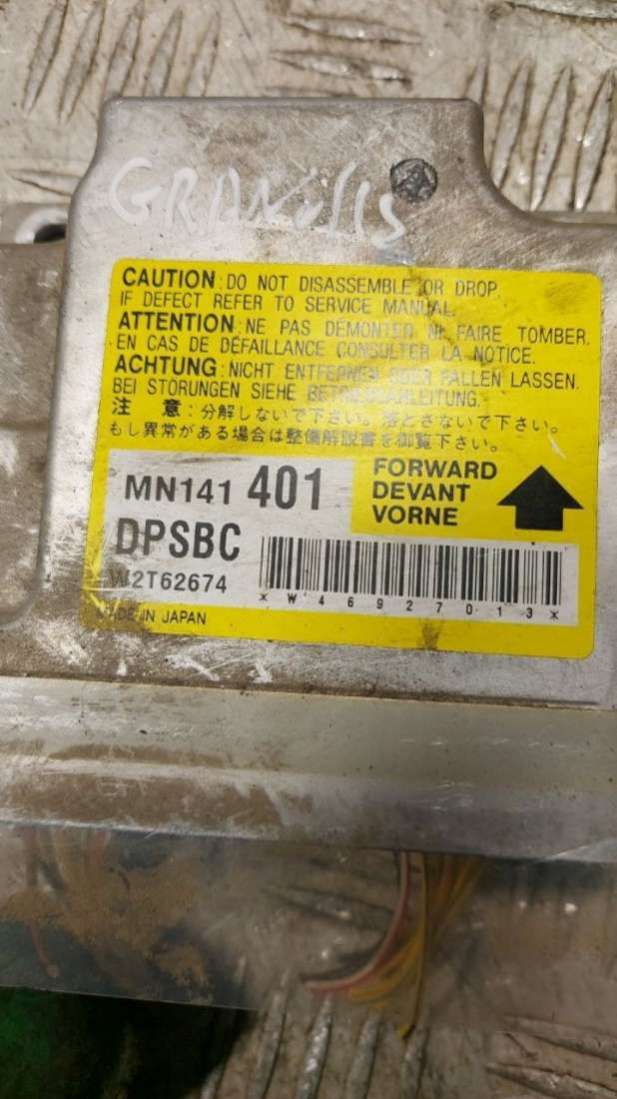 GRANDIS
CAUTION: DO NOT DISASSEMBLE OR DROP.
IF DEFECT REFER TO SERVICE MANUAL.
ATTENTION: NE PAS DEMONTER NI FAIRE TOMBER.
EN CAS DE DÉFAILLANCE CONSULTER LA NOTICE.
ACHTUNG: NICHT ENTFERNEN ODER FALLEN LASSEN.
BEI STÖRUNGEN SIEHE BETRIEBSANLEITUNG.
注 意:分解しないで下さい。落とさないで下さい。
もし異常がある場合は整備解説書を御覧下さい。
MN141 401
DPSBC
W2T62674
FORWARD
DEVANT
VORNE
*W46927013*
MADE IN JAPAN